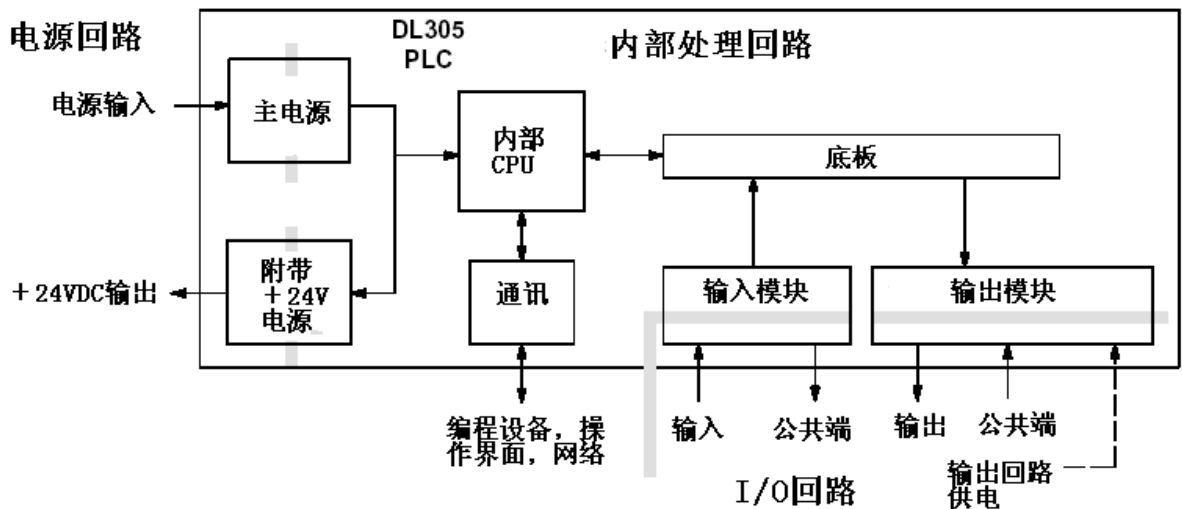 电源回路
DL305
PLC
内部处理回路
电源输入
主电源
内部
CPU
底板
附带
+24V
电源
+24VDC输出
通讯
输入模块
输出模块
编程设备，操
作界面，网络
输入
公共端
输出
公共端
I/O回路
输出回路
供电